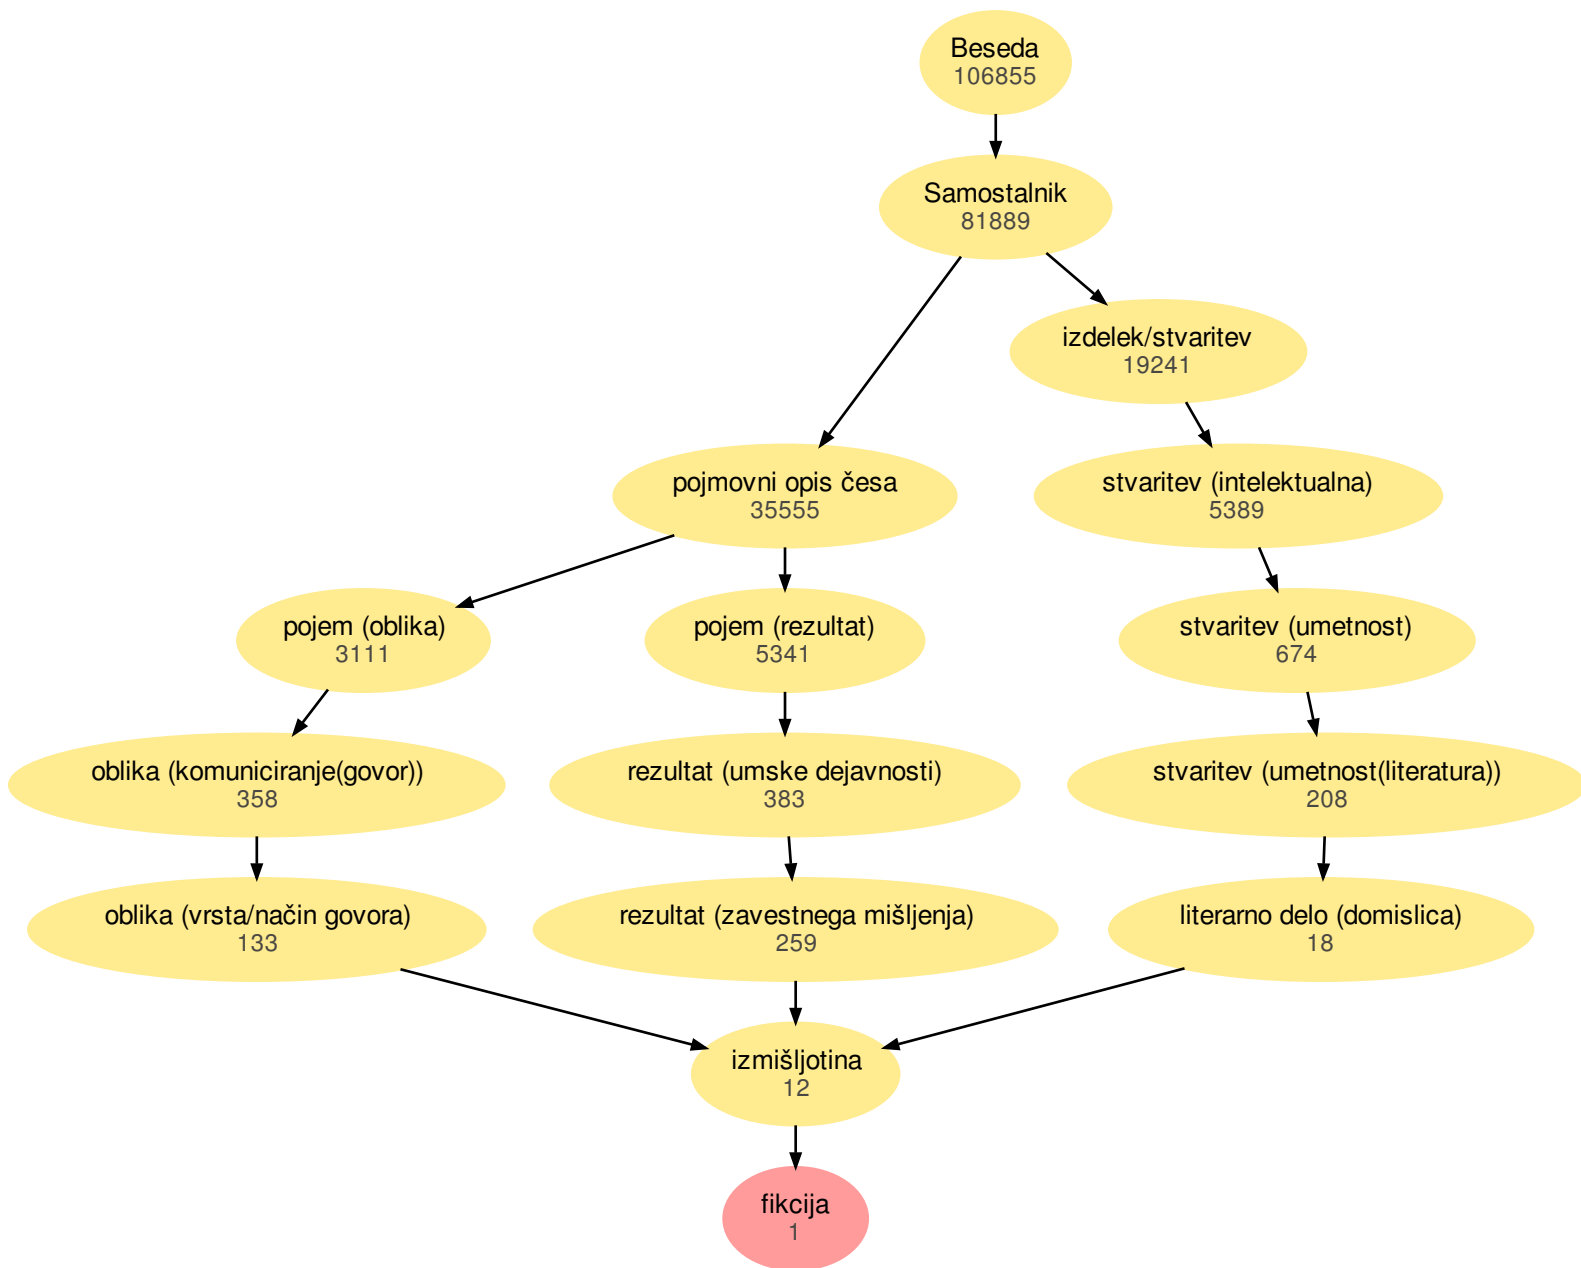 Beseda
106855
Samostalnik
81889
izdelek/stvaritev
19241
pojmovni opis česa
35555
stvaritev (intelektualna)
5389
pojem (oblika)
3111
pojem (rezultat)
5341
stvaritev (umetnost)
674
oblika (komuniciranje(govor))
358
rezultat (umske dejavnosti)
383
stvaritev (umetnost(literatura))
208
oblika (vrsta/način govora)
133
rezultat (zavestnega mišljenja)
259
literarno delo (domislica)
18
izmišljotina
12
fikcija
1